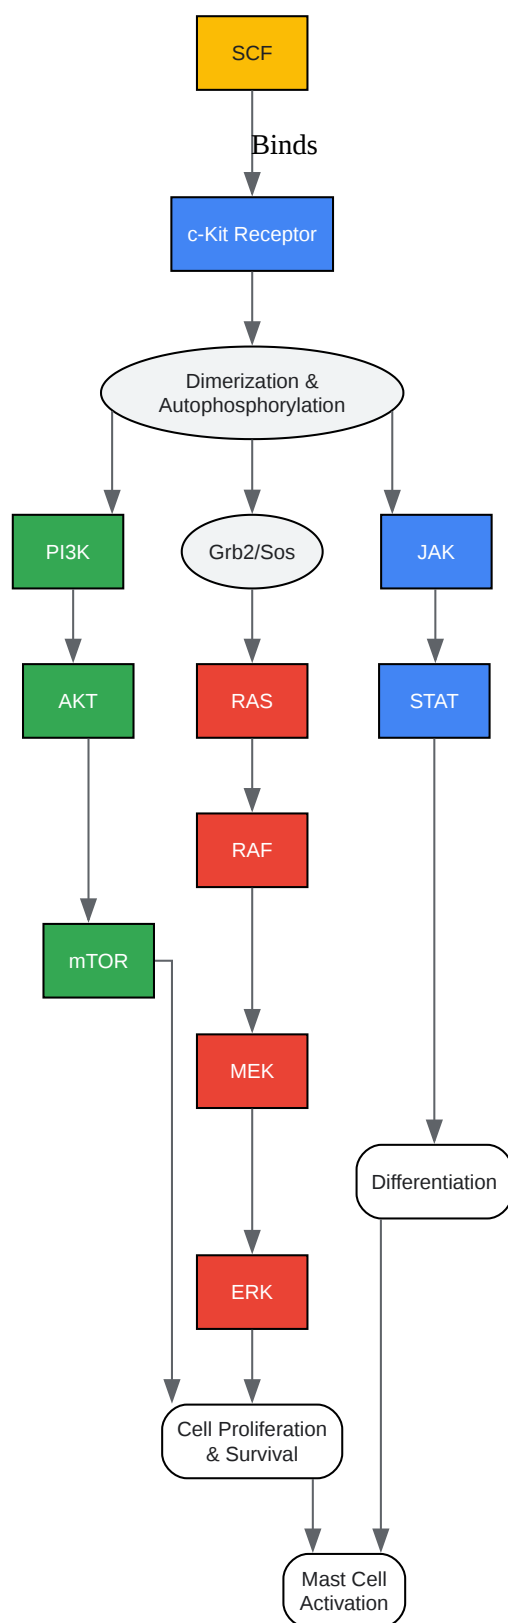 SCF
Binds
c-Kit Receptor
Dimerization &
Autophosphorylation
PI3K
Grb2/Sos
JAK
AKT
RAS
STAT
RAF
mTOR
MEK
Differentiation
ERK
Cell Proliferation
& Survival
Mast Cell
Activation